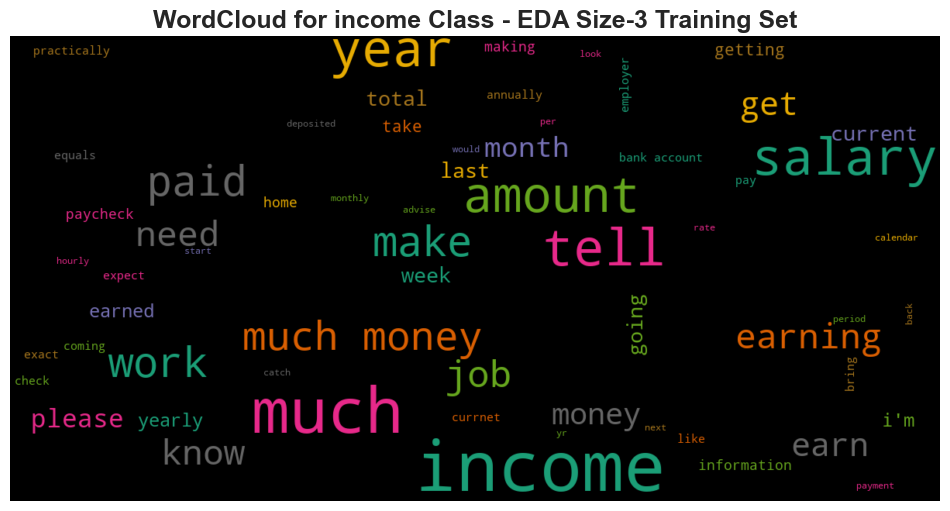 WordCloud for income Class - EDA Size-3 Training Set
practically
year
making
look
getting
employer
total
annually
get
deposited
take
per
current
equals
would
month
bank account
salary
last
paid
pay
home
monthly
amount
advise
paycheck
need
start
make
tell
rate
calendar
hourly
expect
week
earned
going
period
back
much money
earning
coming
exact
work
check
catch
job
bring
please
yearly
much
currnet
money
yr
next
i'm
know
like
earn
income
information
payment